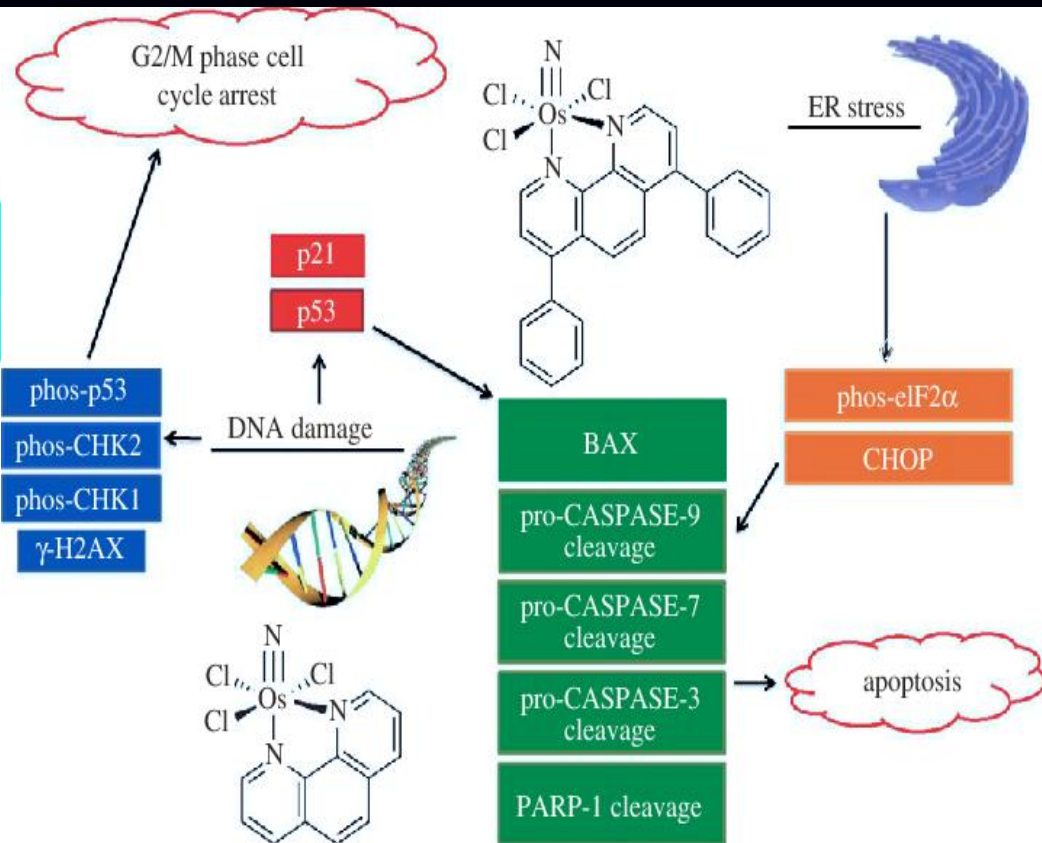 G2/M phase cell
cycle arrest
N
Cl
Cl
Os
Cl
N
N
ER stress
p21
p53
phos-p53
phos-CHK2
phos-CHK1
γ-H2AX
DNA damage
BAX
pro-CASPASE-9
cleavage
pro-CASPASE-7
cleavage
pro-CASPASE-3
cleavage
PARP-1 cleavage
phos-elF2α
CHOP
apoptosis
N
Cl
Cl
Os
Cl
N
N